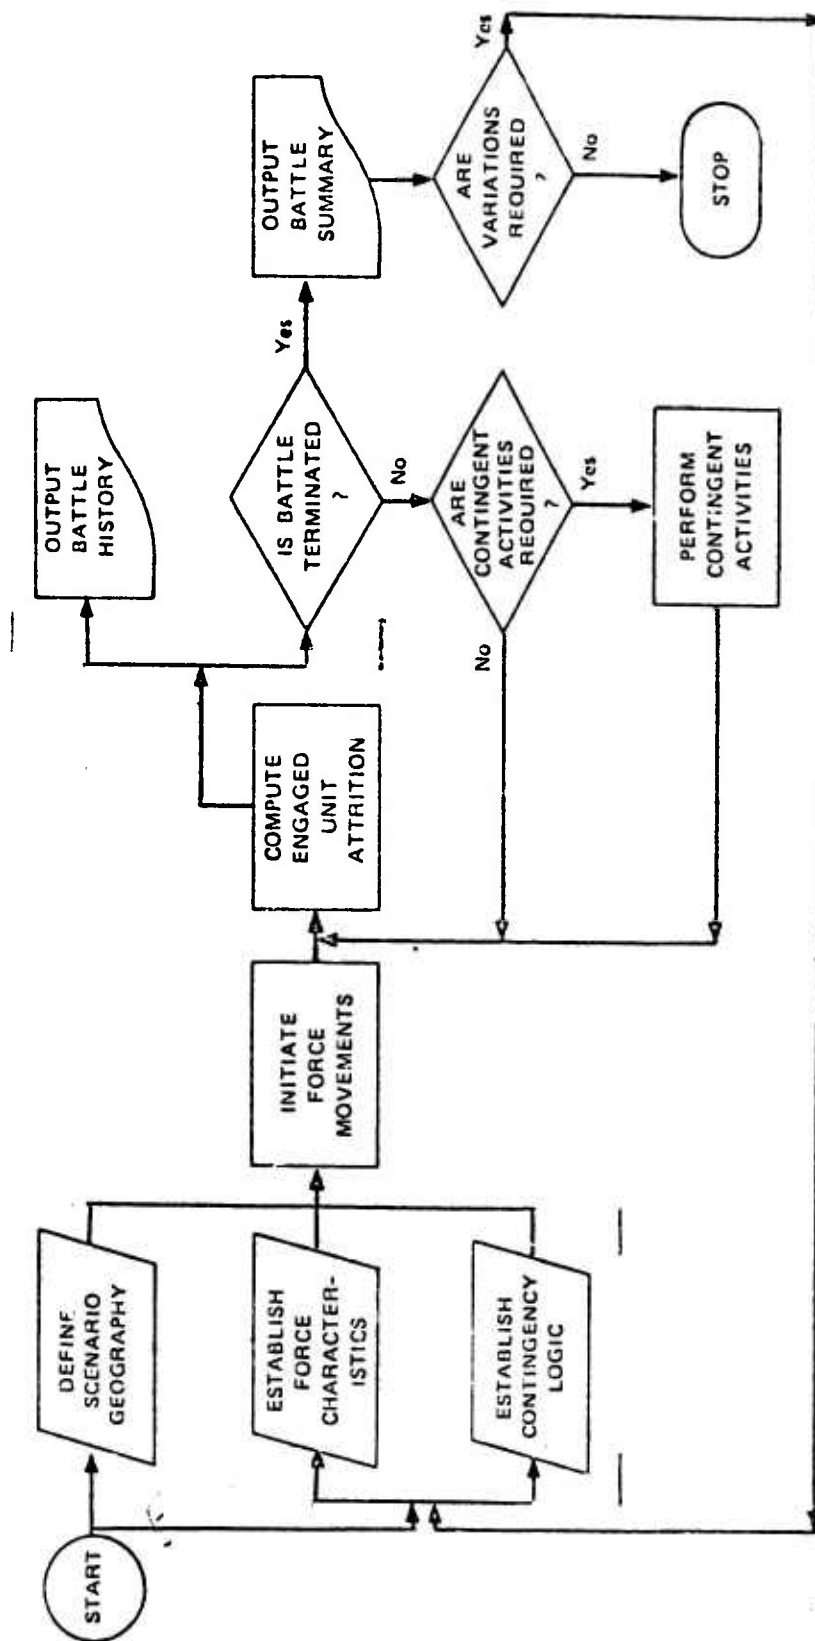 START
DEFINE
SCENARIO
GEOGRAPHY
ESTABLISH
FORCE
CHARACTER-
ISTICS
ESTABLISH
CONTINGENCY
LOGIC
INITIATE
FORCE
MOVEMENTS
COMPUTE
ENGAGED
UNIT
ATTRITION
OUTPUT
BATTLE
HISTORY
IS BATTLE
TERMINATED
?
Yes
No
OUTPUT
BATTLE
SUMMARY
ARE
CONTINGENT
ACTIVITIES
REQUIRED
?
No
Yes
PERFORM
CONTINGENT
ACTIVITIES
ARE
VARIATIONS
REQUIRED
?
Yes
No
STOP